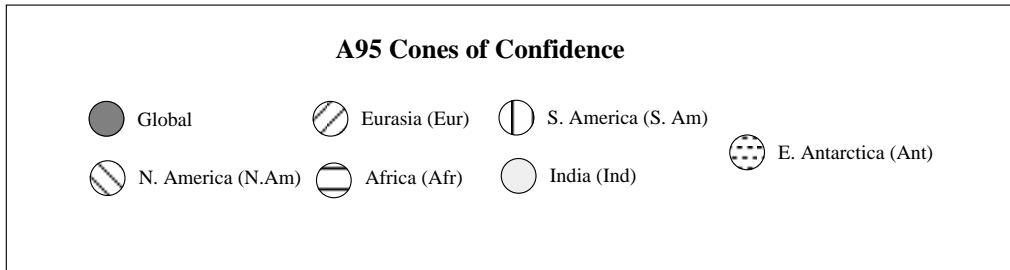 A95 Cones of Confidence
Global
Eurasia (Eur)
S. America (S. Am)
E. Antarctica (Ant)
N. America (N.Am)
Africa (Afr)
India (Ind)